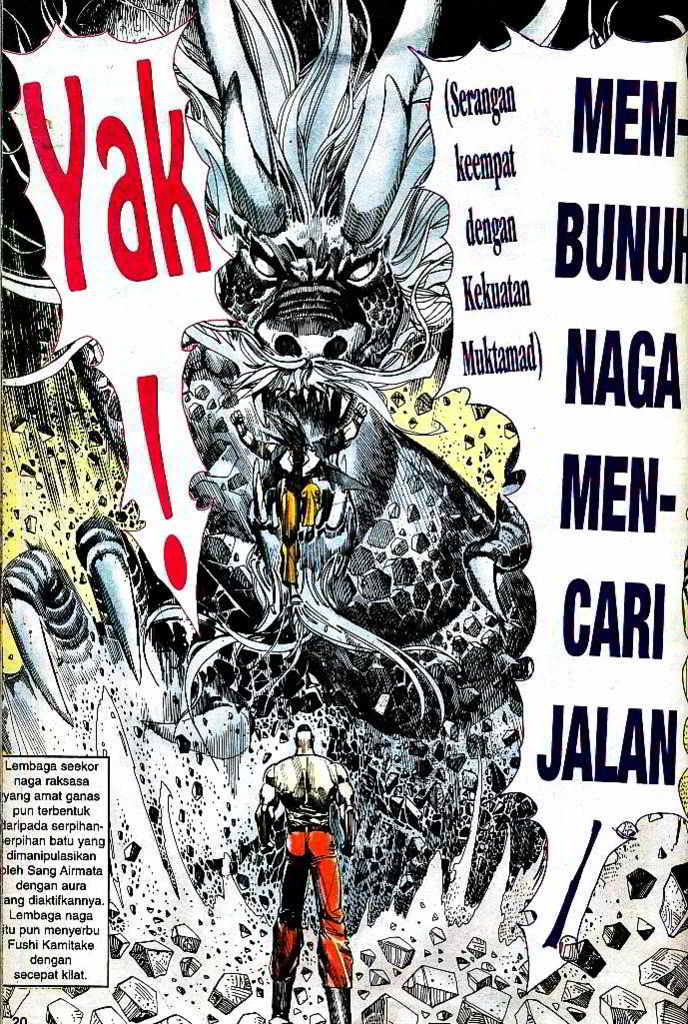 Yak
!
(Serangan
keempat
dengan
Kekuatan
Muktamad)
MEM-
BUNUH
NAGA
MEN-
CARI
JALAN
!
Lembaga seekor
naga raksasa
yang amat ganas
pun terbentuk
daripada serpihan-
serpihan batu yang
dimanipulasikan
oleh Sang Airmata
dengan aura
yang diaktifkannya.
Lembaga naga
itu pun menyerbu
Fushi Kamitake
dengan
secepat kilat.
20